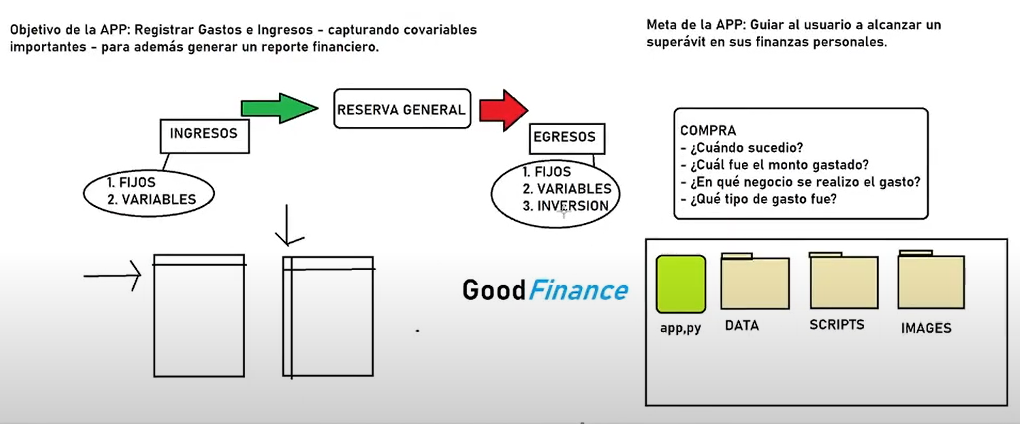 Objetivo de la APP: Registrar Gastos e Ingresos - capturando covariables
importantes - para además generar un reporte financiero.
Meta de la APP: Guiar al usuario a alcanzar un
superávit en sus finanzas personales.
RESERVA GENERAL
INGRESOS
1. FIJOS
2. VARIABLES
EGRESOS
1. FIJOS
2. VARIABLES
3. INVERSION
COMPRA
- ¿Cuándo sucedio?
- ¿Cuál fue el monto gastado?
- ¿En qué negocio se realizo el gasto?
- ¿Qué tipo de gasto fue?
GoodFinance
app,py
DATA
SCRIPTS
IMAGES